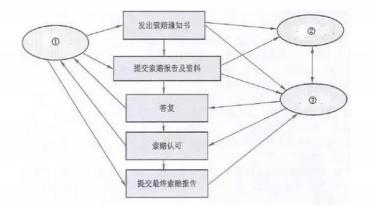 发出索赔通知书
①
②
提交索赔报告及资料
答复
③
索赔认可
提交最终索赔报告